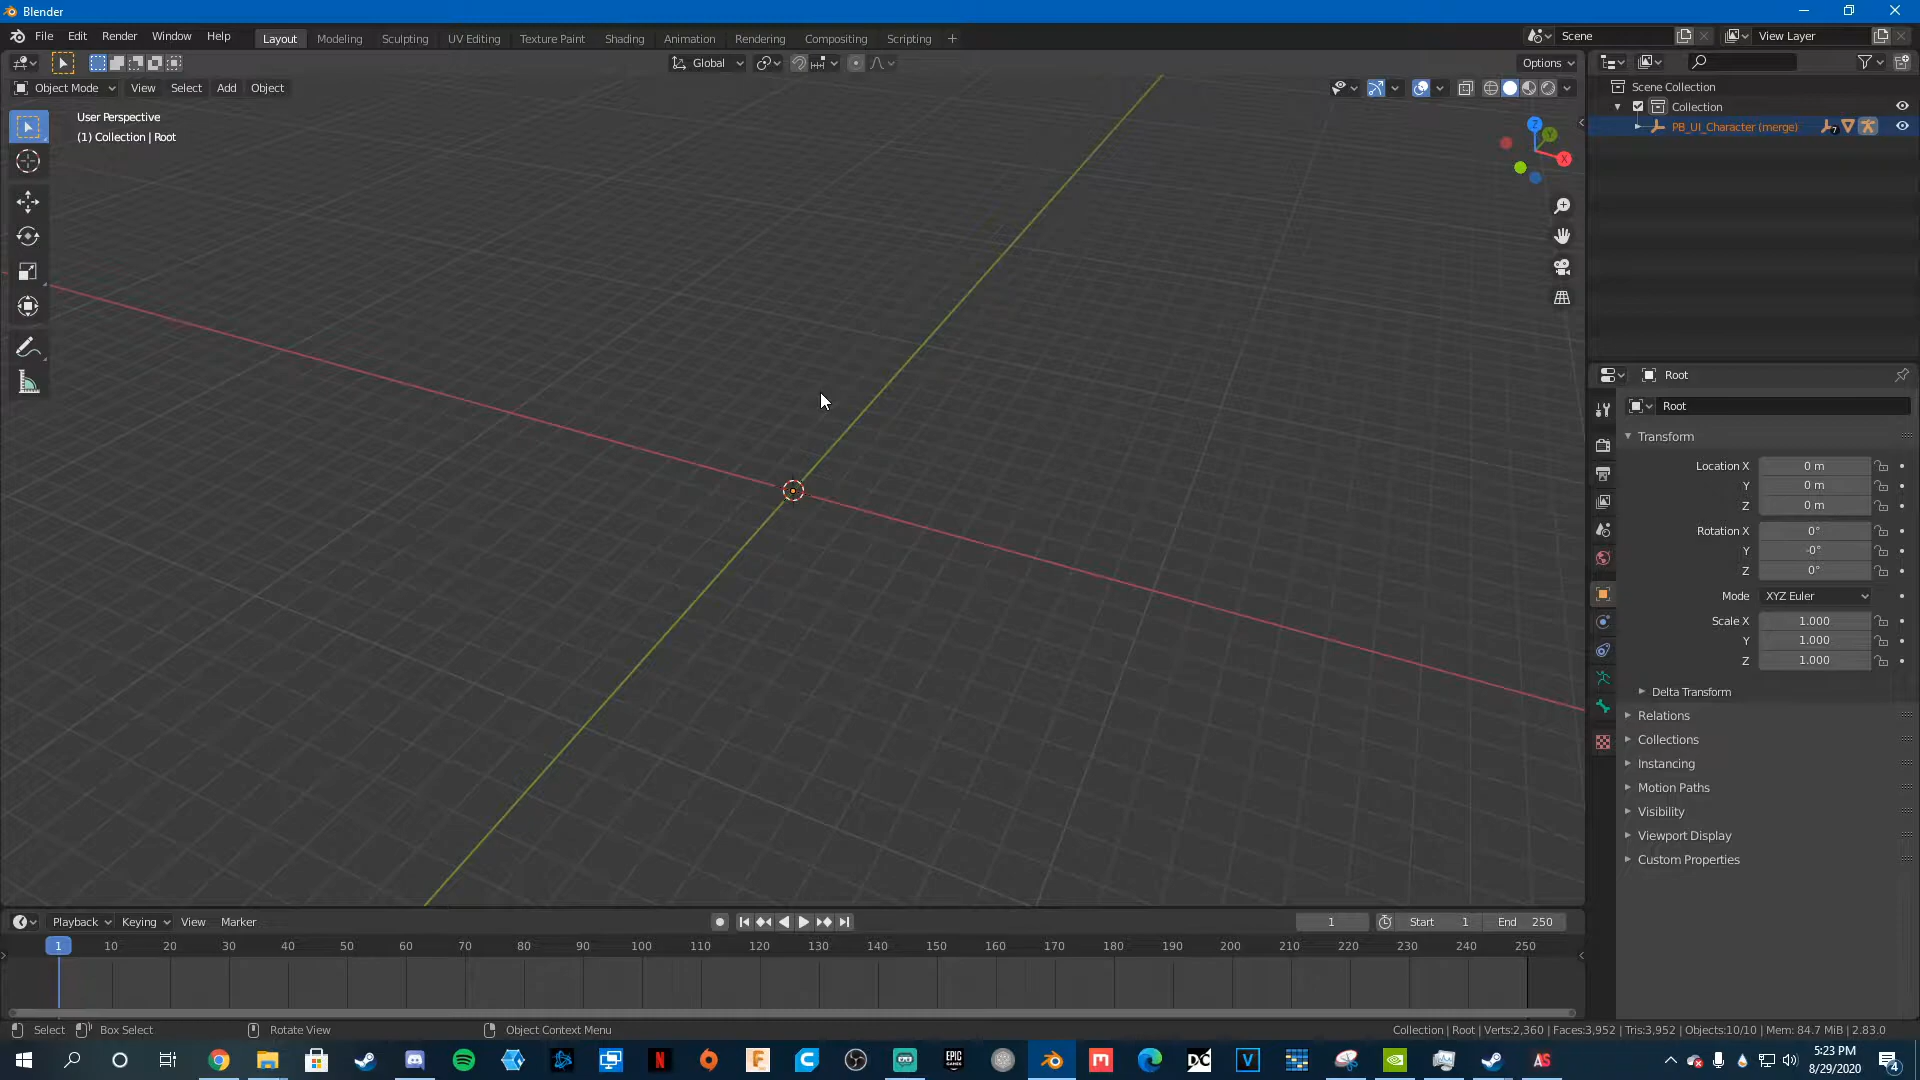 Blender
File Edit Render Window Help
Layout Modeling Sculpting UV Editing Texture Paint Shading Animation Rendering Compositing Scripting +
Scene
View Layer
Global
Options
Object Mode View Select Add Object
User Perspective
(1) Collection | Root
Z
Y
X
Scene Collection
Collection
PB_UI_Character (merge)
7
Root
Root
Transform
Location X 0 m
Y 0 m
Z 0 m
Rotation X 0°
Y -0°
Z 0°
Mode XYZ Euler
Scale X 1.000
Y 1.000
Z 1.000
Delta Transform
Relations
Collections
Instancing
Motion Paths
Visibility
Viewport Display
Custom Properties
Playback Keying View Marker
1 Start 1 End 250
1 10 20 30 40 50 60 70 80 90 100 110 120 130 140 150 160 170 180 190 200 210 220 230 240 250
Select Box Select Rotate View Object Context Menu
Collection | Root | Verts:2,360 | Faces:3,952 | Tris:3,952 | Objects:10/10 | Mem: 84.7 MiB | 2.83.0
N F C EPIC GAMES M DC V AS
5:23 PM
8/29/2020
4